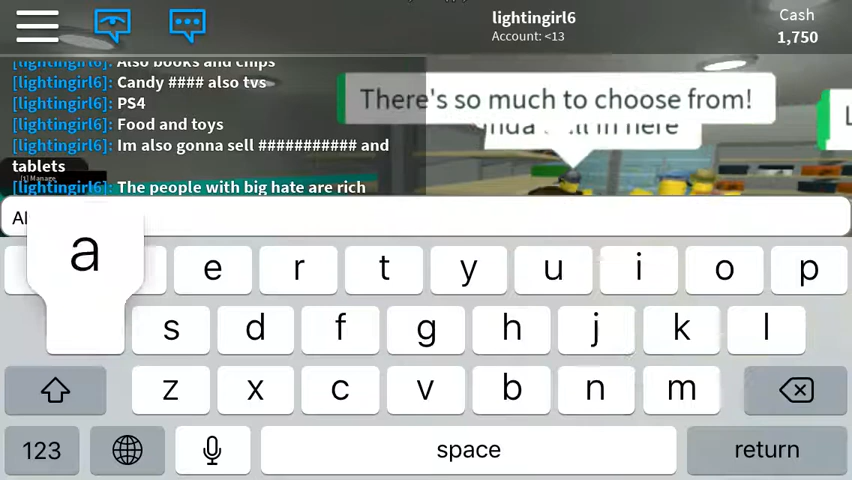 lightingirl6
Account: <13
Cash
1,750
[lightingirl6]: Also books and chips
[lightingirl6]: Candy #### also tvs
[lightingirl6]: PS4
[lightingirl6]: Food and toys
[lightingirl6]: Im also gonna sell ########### and
tablets
[lightingirl6]: The people with big hate are rich
There's so much to choose from!
in here
Al
a
e r t y u i o p
s d f g h j k l
z x c v b n m
123 space return